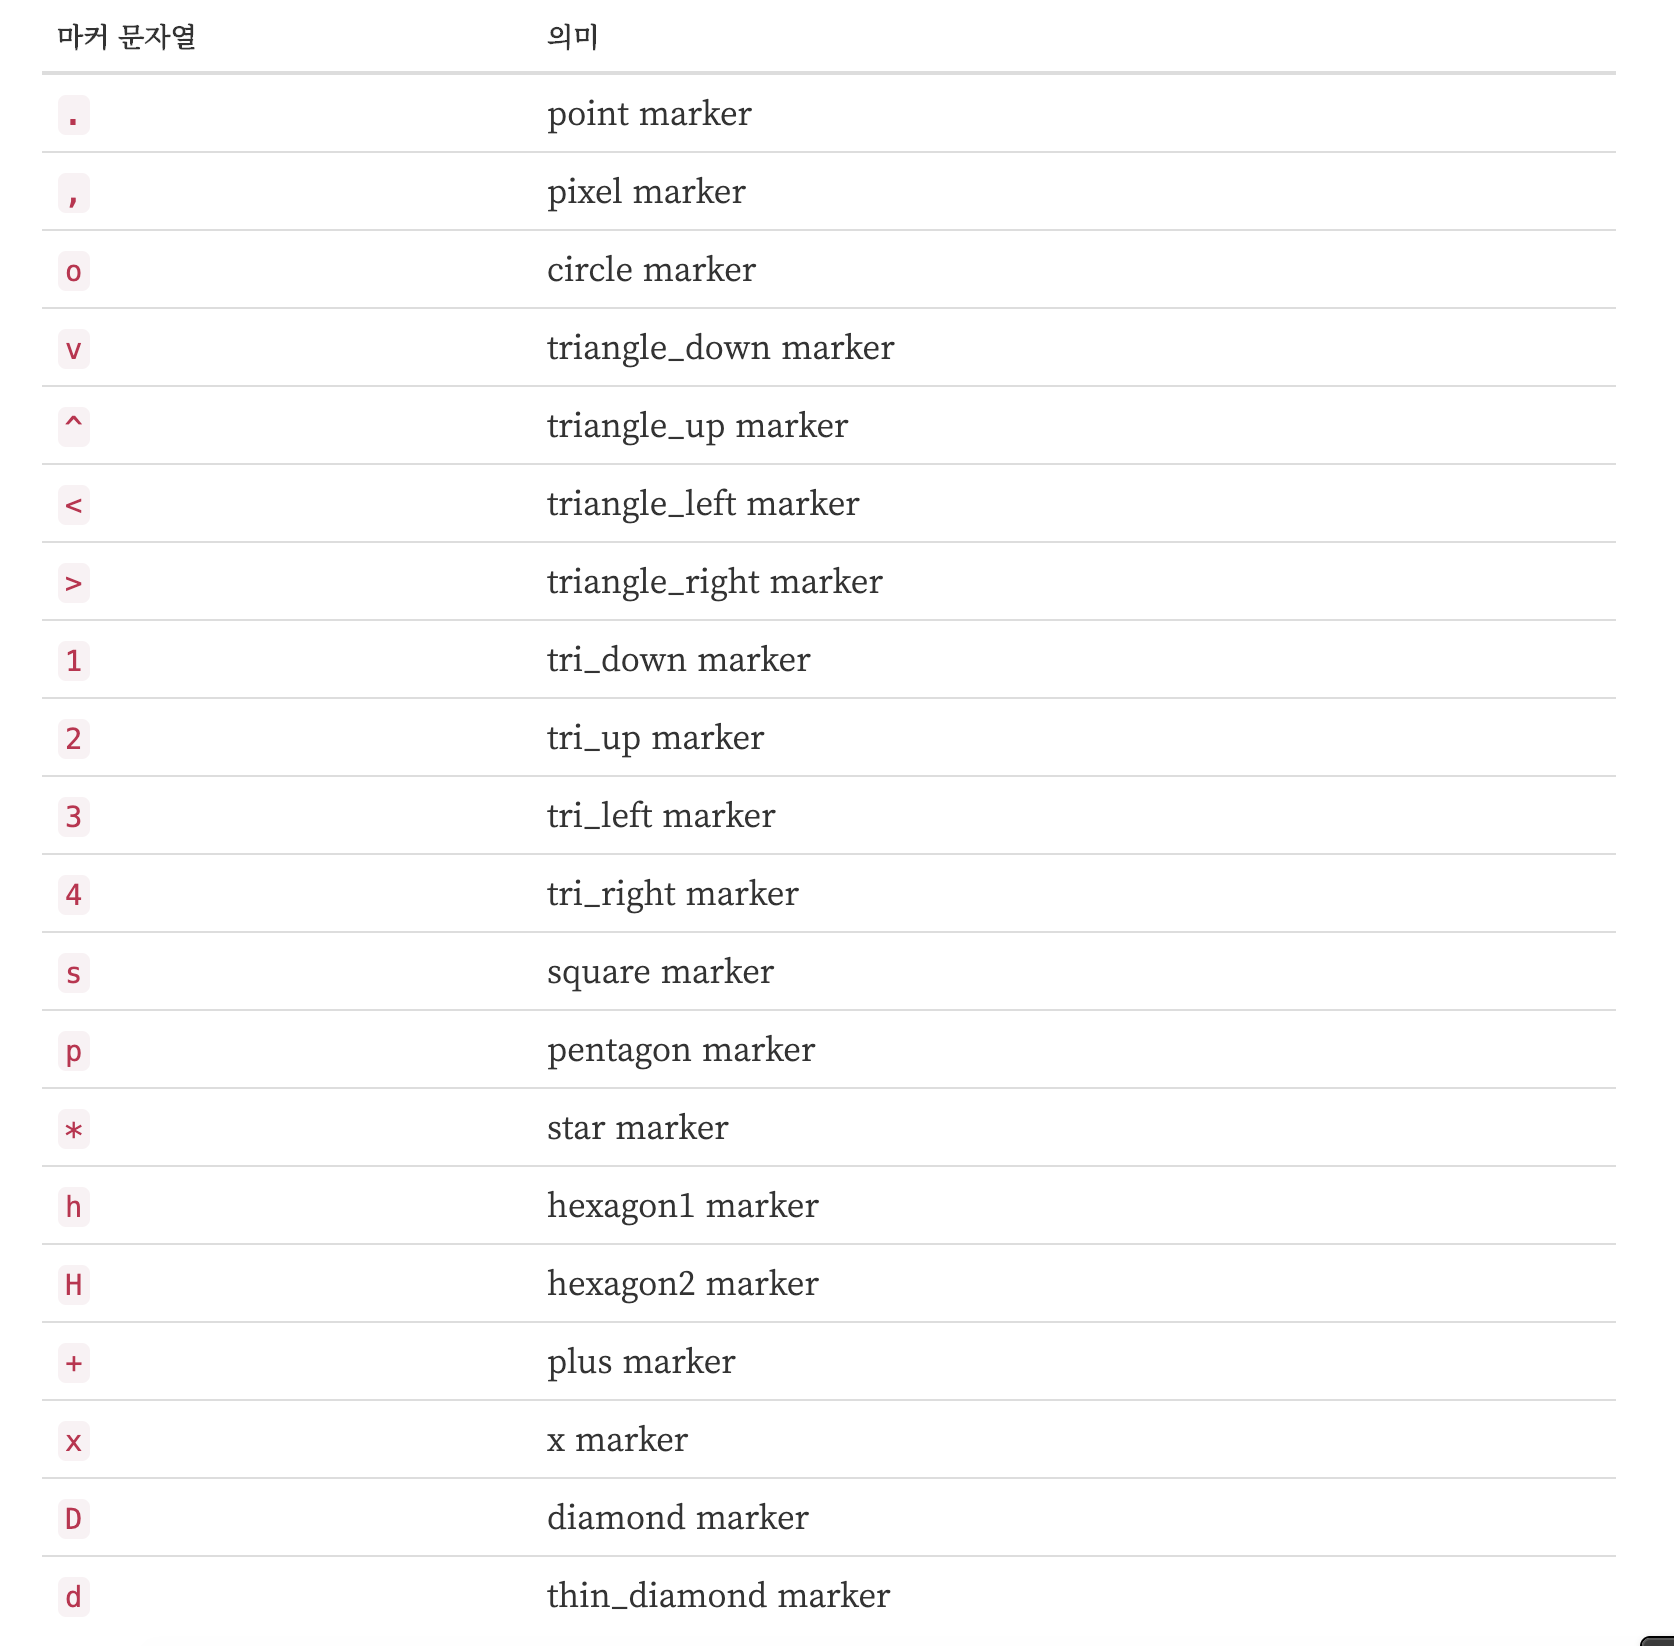 마커 문자열 의미
. point marker
, pixel marker
o circle marker
v triangle_down marker
^ triangle_up marker
< triangle_left marker
> triangle_right marker
1 tri_down marker
2 tri_up marker
3 tri_left marker
4 tri_right marker
s square marker
p pentagon marker
* star marker
h hexagon1 marker
H hexagon2 marker
+ plus marker
x x marker
D diamond marker
d thin_diamond marker